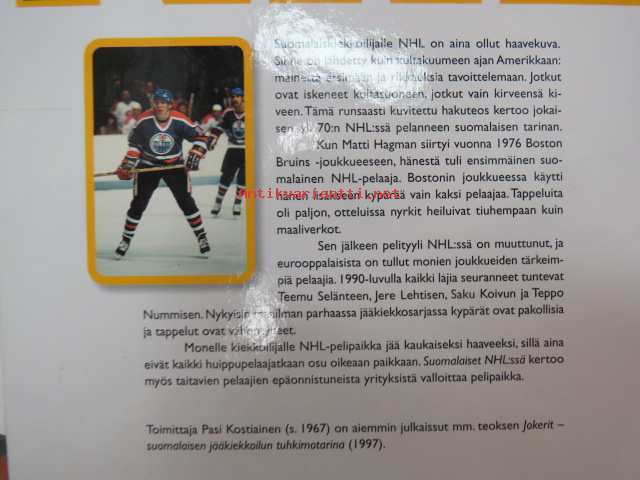 Suomalaiskiekkoilijalle NHL on aina ollut haavekuva.
Sinne on lähdetty kuin kultakuumeen ajan Amerikkaan:
mainetta etsimään ja rikkauksia tavoittelemaan. Jotkut
ovat iskeneet kultasuoneen, jotkut vain kirveensä ki-
veen. Tämä runsaasti kuvitettu hakuteos kertoo jokai-
sen yli 70:n NHL:ssä pelanneen suomalaisen tarinan.
Kun Matti Hagman siirtyi vuonna 1976 Boston
Bruins -joukkueeseen, hänestä tuli ensimmäinen suo-
malainen NHL-pelaaja. Bostonin joukkueessa käytti
Antikvariantti.net
hänen lisäkseen kypärää vain kaksi pelaajaa. Tappeluita
oli paljon, otteluissa nyrkit heiluivat tiuhempaan kuin
maaliverkot.
Sen jälkeen pelityyli NHL:ssä on muuttunut, ja
eurooppalaisista on tullut monien joukkueiden tärkeim-
piä pelaajia. 1990-luvulla kaikki lajia seuranneet tuntevat
Teemu Selänteen, Jere Lehtisen, Saku Koivun ja Teppo
Nummisen. Nykyisin maailman parhaassa jääkiekkosarjassa kypärät ovat pakollisia
ja tappelut ovat vähentyneet.
Monelle kiekkoilijalle NHL-pelipaikka jää kaukaiseksi haaveeksi, sillä aina
eivät kaikki huippupelaajatkaan osu oikeaan paikkaan. Suomalaiset NHL:ssä kertoo
myös taitavien pelaajien epäonnistuneista yrityksistä valloittaa pelipaikka.
Toimittaja Pasi Kostiainen (s. 1967) on aiemmin julkaissut mm. teoksen Jokerit –
suomalaisen jääkiekkoilun tuhkimotarina (1997).